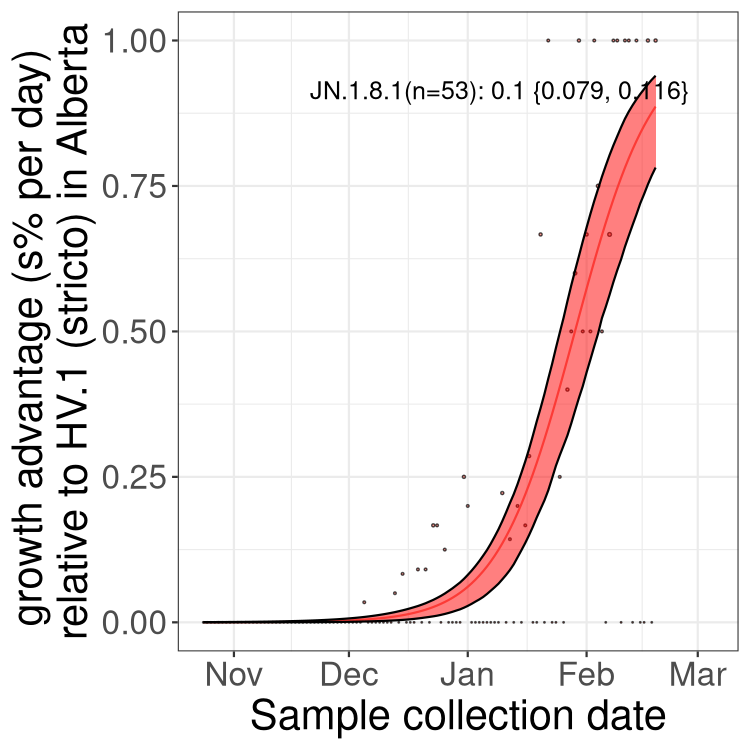 growth advantage (s% per day)
relative to HV.1 (stricto) in Alberta
1.00
0.75
0.50
0.25
0.00
JN.1.8.1(n=53): 0.1 {0.079, 0.116}
Nov Dec Jan Feb Mar
Sample collection date